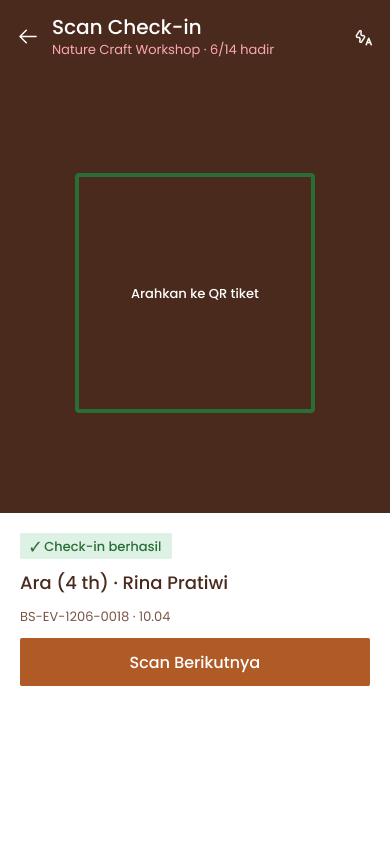 Scan Check-in
Nature Craft Workshop · 6/14 hadir
A
Arahkan ke QR tiket
✓ Check-in berhasil
Ara (4 th) · Rina Pratiwi
BS-EV-1206-0018 · 10.04
Scan Berikutnya